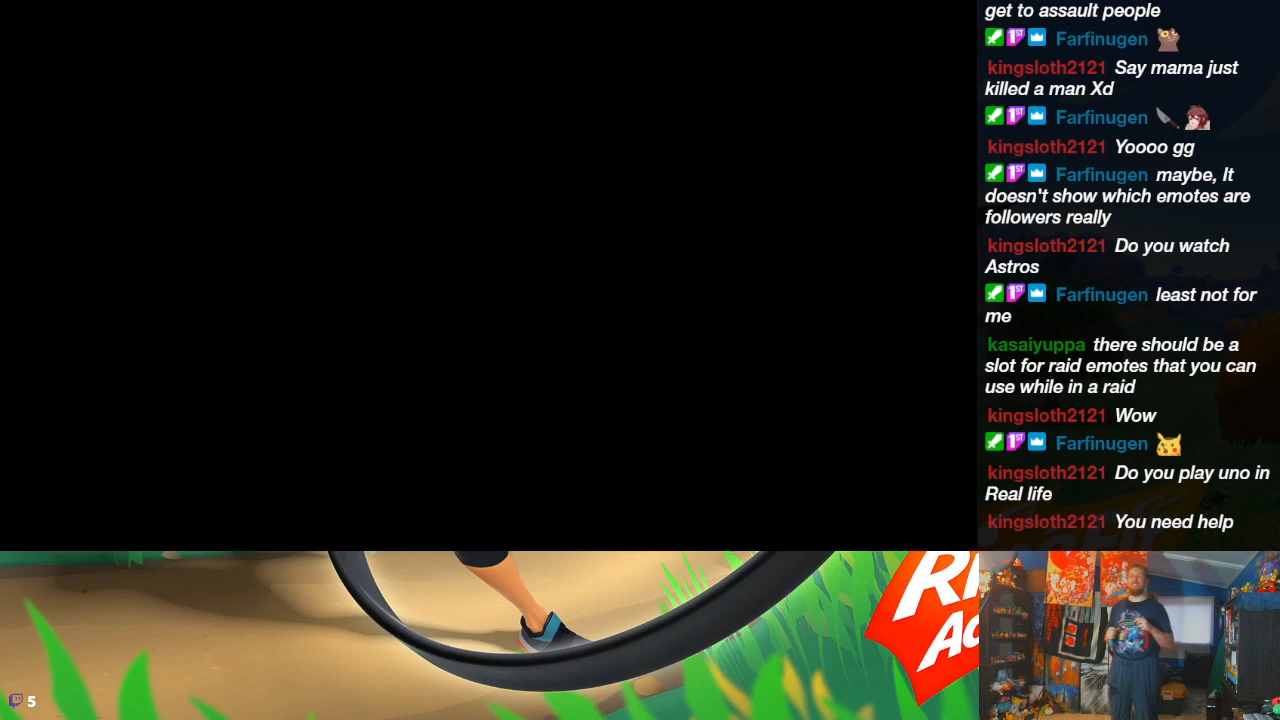 get to assault people
Farfinugen
kingsloth2121 Say mama just
killed a man Xd
Farfinugen
kingsloth2121 Yoooo gg
Farfinugen maybe, It
doesn't show which emotes are
followers really
kingsloth2121 Do you watch
Astros
Farfinugen least not for
me
kasaiyuppa there should be a
slot for raid emotes that you can
use while in a raid
kingsloth2121 Wow
Farfinugen
kingsloth2121 Do you play uno in
Real life
kingsloth2121 You need help
5